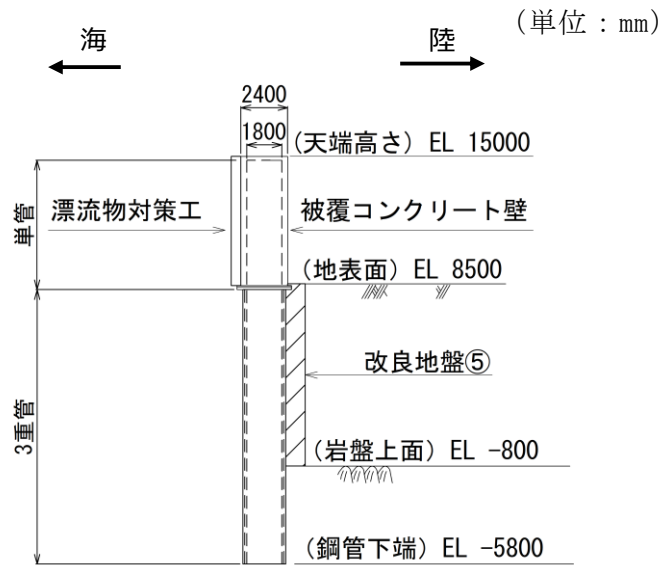 (単位：mm)
海
陸
2400
1800
(天端高さ) EL 15000
漂流物対策工
被覆コンクリート壁
単管
(地表面) EL 8500
改良地盤⑤
3重管
(岩盤上面) EL -800
(鋼管下端) EL -5800